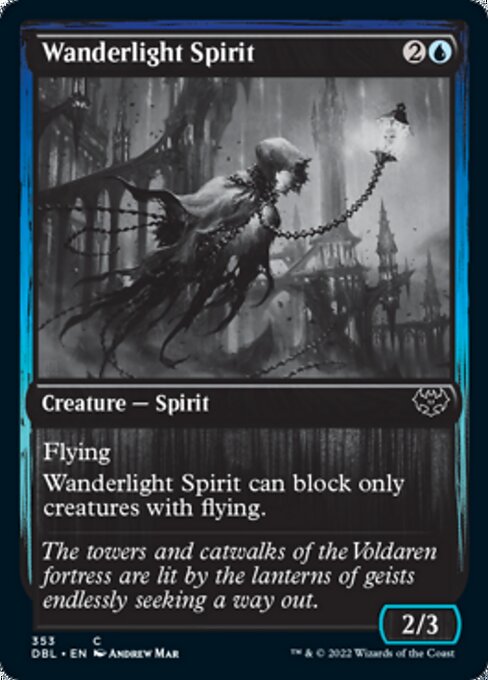 Wanderlight Spirit 2
Creature — Spirit
Flying
Wanderlight Spirit can block only
creatures with flying.
The towers and catwalks of the Voldaren
fortress are lit by the lanterns of geists
endlessly seeking a way out.
2/3
353 C
DBL • EN Andrew Mar
™ & © 2022 Wizards of the Coast